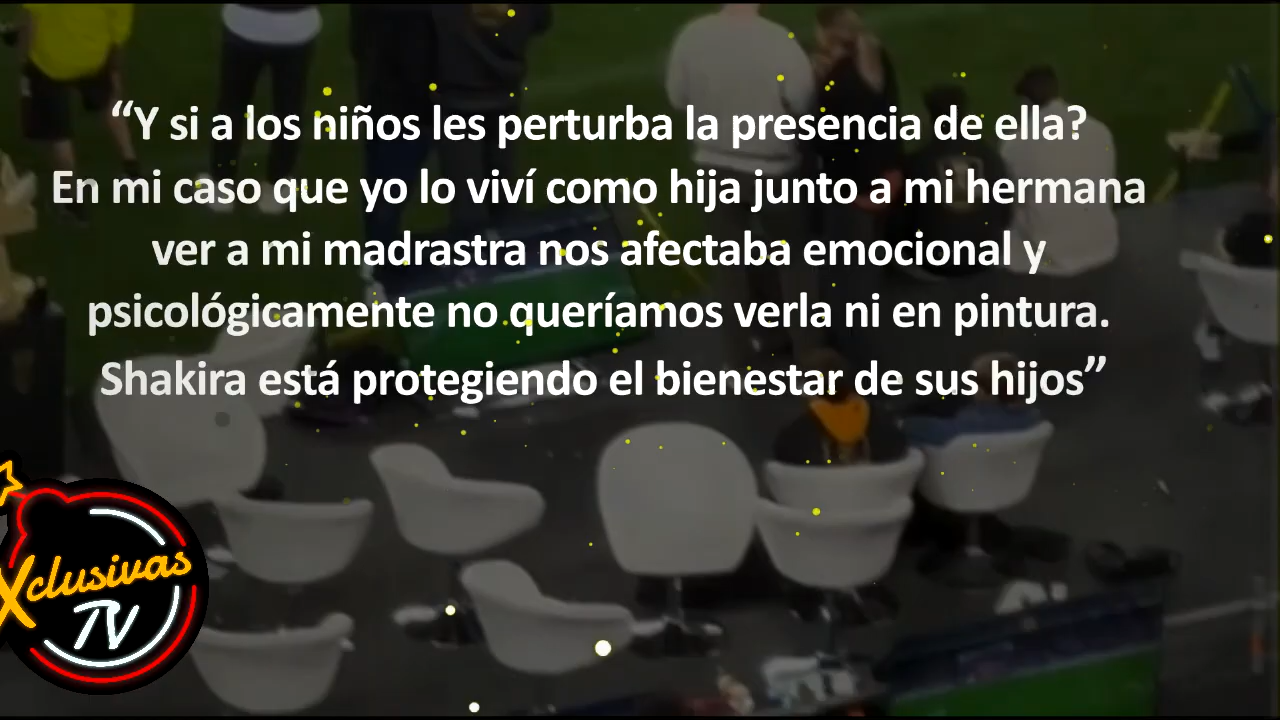 “Y si a los niños les perturba la presencia de ella?
En mi caso que yo lo viví como hija junto a mi hermana
ver a mi madrastra nos afectaba emocional y
psicológicamente no queríamos verla ni en pintura.
Shakira está protegiendo el bienestar de sus hijos”
Xclusivas
TV